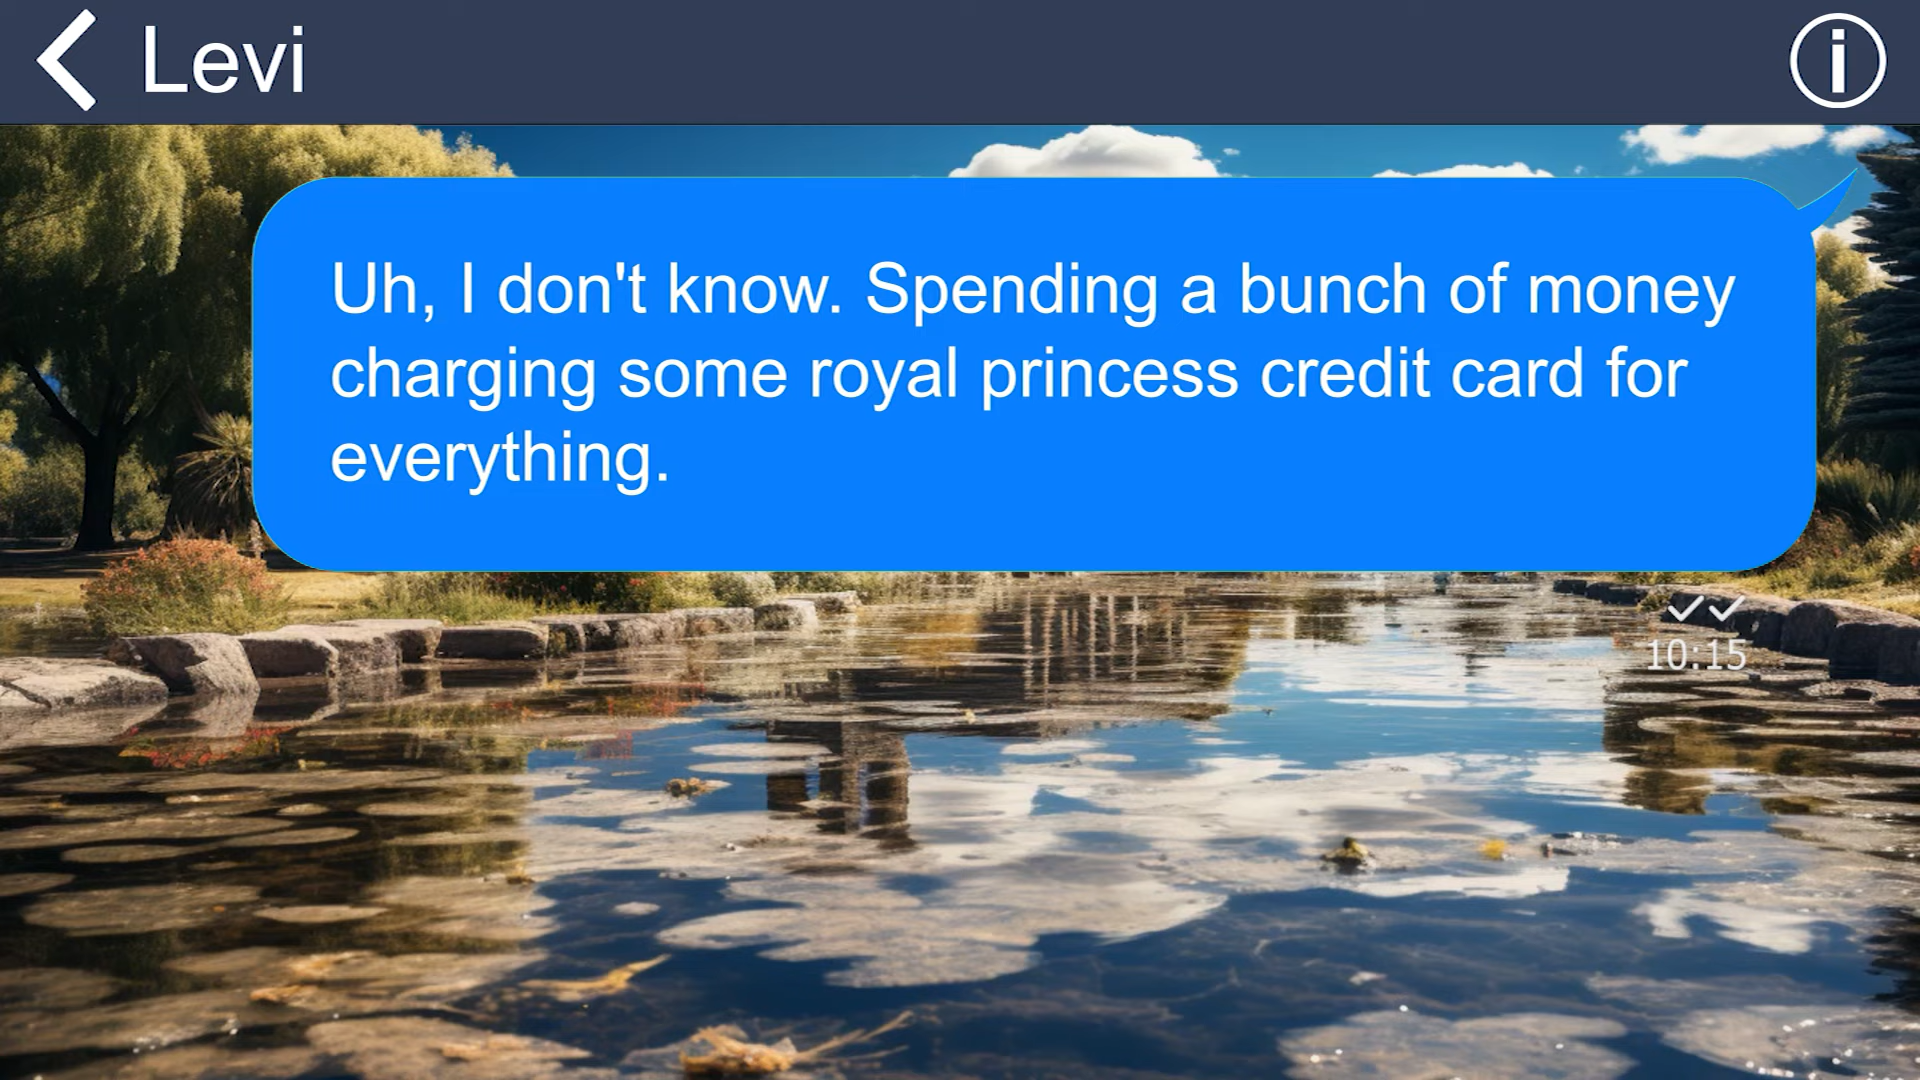 Levi
Uh, I don't know. Spending a bunch of money
charging some royal princess credit card for
everything.
10:15